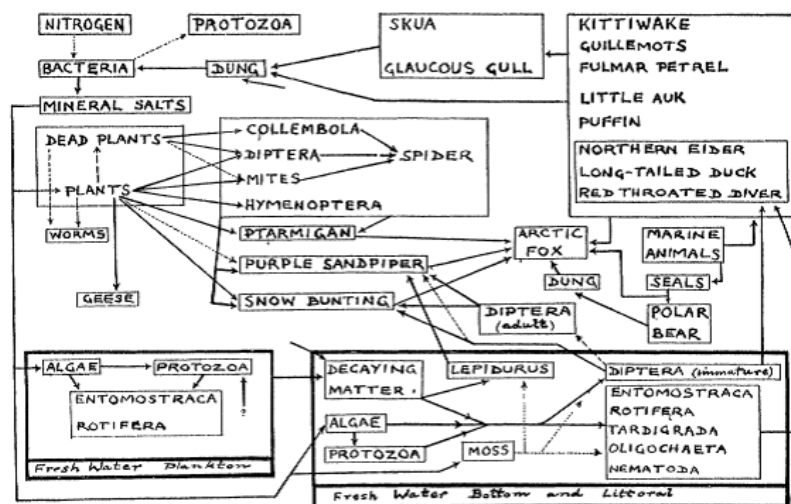 NITROGEN
PROTOZOA
BACTERIA
DUNG
MINERAL SALTS
SKUA
GLAUCOUS GULL
KITTIWAKE
GUILLEMOTS
FULMAR PETREL
LITTLE AUK
PUFFIN
NORTHERN EIDER
LONG-TAILED DUCK
RED THROATED DIVER
DEAD PLANTS
PLANTS
WORMS
GEESE
COLLEMBOLA
DIPTERA
SPIDER
MITES
HYMENOPTERA
PTARMIGAN
PURPLE SANDPIPER
SNOW BUNTING
ARCTIC
FOX
MARINE
ANIMALS
DUNG
SEALS
POLAR
BEAR
DIPTERA
(adult)
ALGAE
PROTOZOA
ENTOMOSTRACA
ROTIFERA
?
Fresh Water Plankton
DECAYING
MATTER.
LEPIDURUS
DIPTERA (immature)
ALGAE
PROTOZOA
MOSS
ENTOMOSTRACA
ROTIFERA
TARDIGRADA
OLIGOCHAETA
NEMATODA
Fresh Water Bottom and Littoral